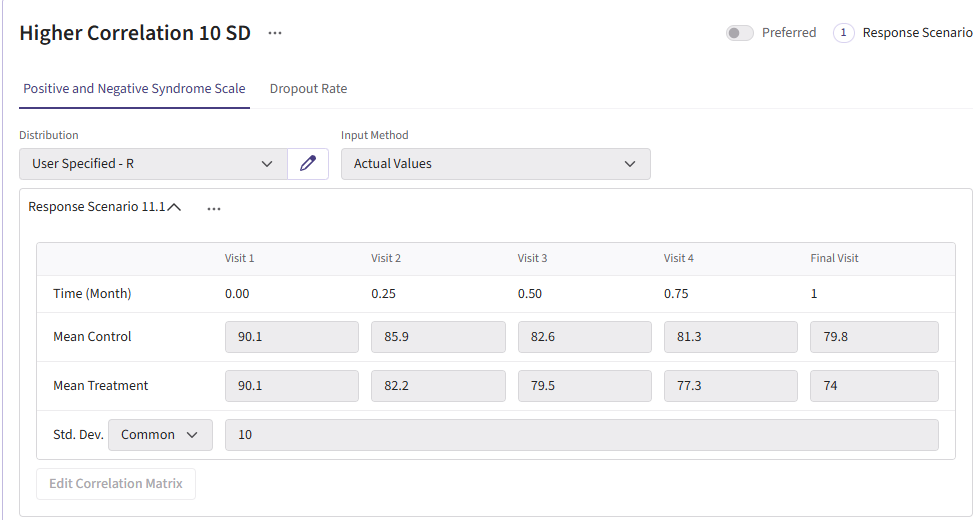 Higher Correlation 10 SD ...
Preferred 1 Response Scenario
Positive and Negative Syndrome Scale Dropout Rate
Distribution Input Method
User Specified - R Actual Values
Response Scenario 11.1 ...
Visit 1 Visit 2 Visit 3 Visit 4 Final Visit
Time (Month) 0.00 0.25 0.50 0.75 1
Mean Control 90.1 85.9 82.6 81.3 79.8
Mean Treatment 90.1 82.2 79.5 77.3 74
Std. Dev. Common 10
Edit Correlation Matrix